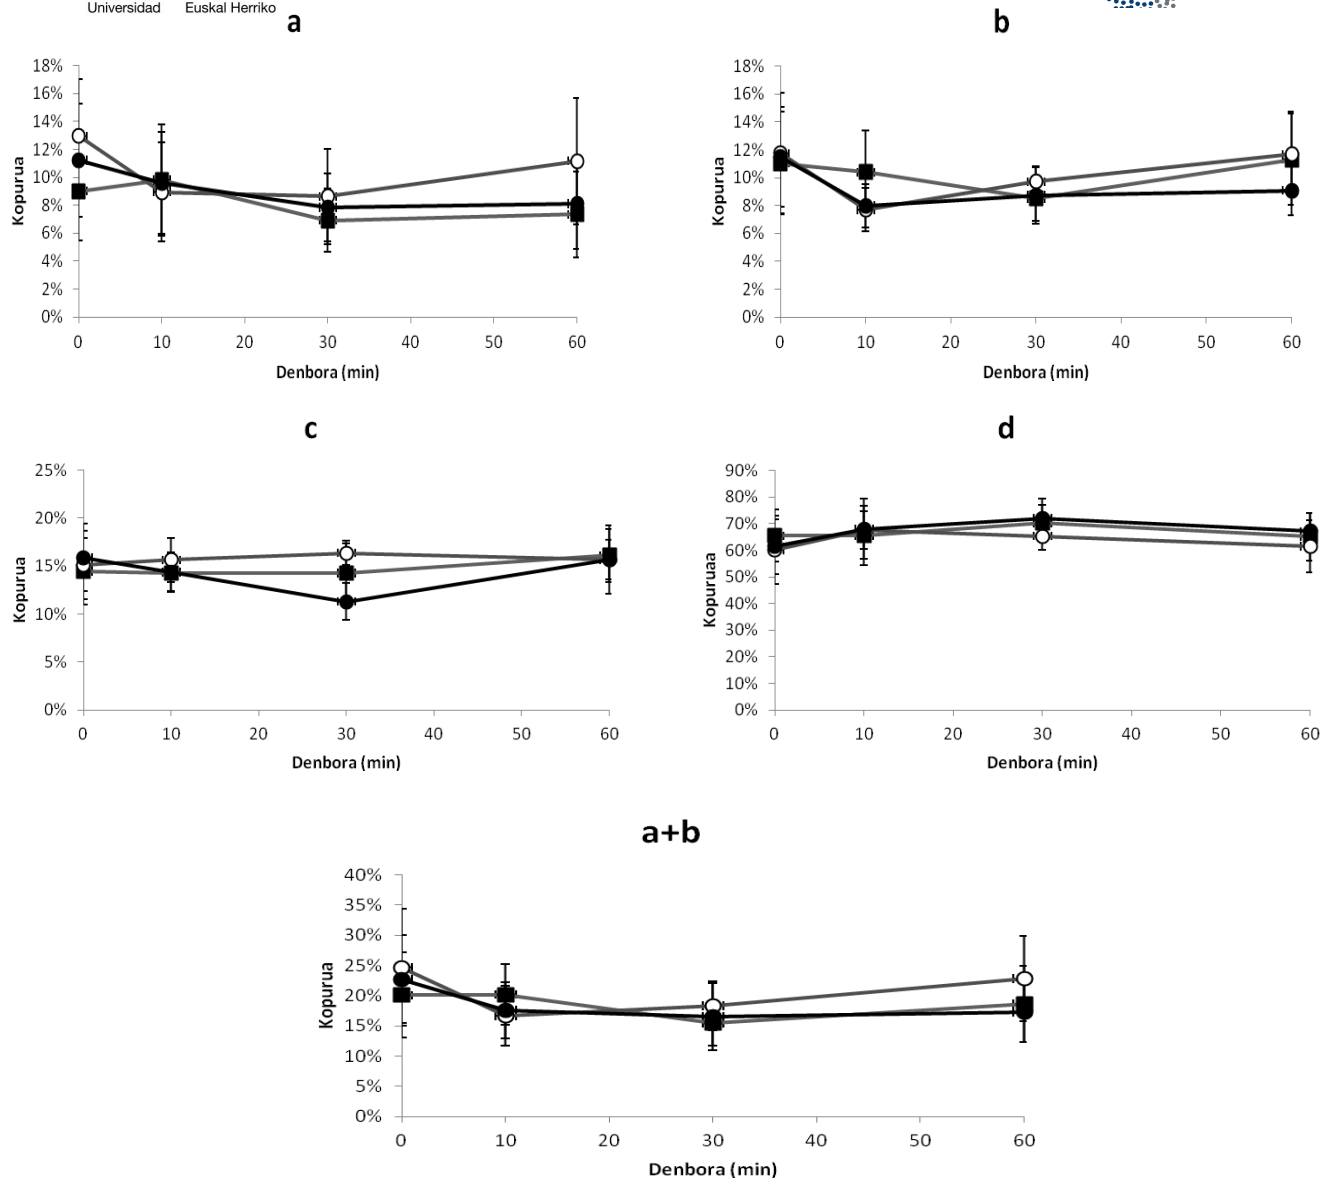 Universidad Euskal Herriko
a
18%
16%
14%
12%
10%
8%
6%
4%
2%
0%
Kopurua
0 10 20 30 40 50 60
Denbora (min)
b
18%
16%
14%
12%
10%
8%
6%
4%
2%
0%
Kopurua
0 10 20 30 40 50 60
Denbora (min)
c
25%
20%
15%
10%
5%
0%
Kopurua
0 10 20 30 40 50 60
Denbora (min)
d
90%
80%
70%
60%
50%
40%
30%
20%
10%
0%
Kopuruaa
0 10 20 30 40 50 60
Denbora (min)
a+b
40%
35%
30%
25%
20%
15%
10%
5%
0%
Kopurua
0 10 20 30 40 50 60
Denbora (min)